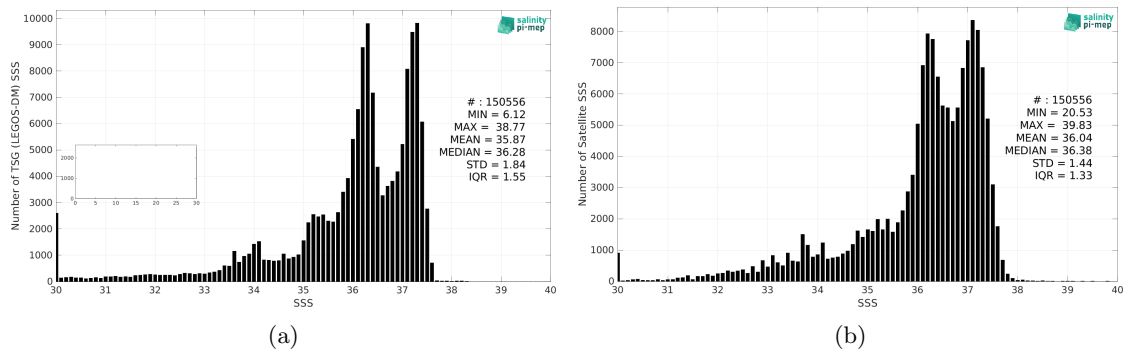 10000
9000
8000
7000
6000
5000
4000
3000
2000
1000
0
30
31
32
33
34
35
36
37
38
39
40
SSS
Number of TSG (LEGOS-DM) SSS
2000
1000
0
0
5
10
15
20
25
30
salinity
pi-mep
# : 150556
MIN = 6.12
MAX = 38.77
MEAN = 35.87
MEDIAN = 36.28
STD = 1.84
IQR = 1.55
(a)
8000
7000
6000
5000
4000
3000
2000
1000
0
30
31
32
33
34
35
36
37
38
39
40
SSS
Number of Satellite SSS
salinity
pi-mep
# : 150556
MIN = 20.53
MAX = 39.83
MEAN = 36.04
MEDIAN = 36.38
STD = 1.44
IQR = 1.33
(b)